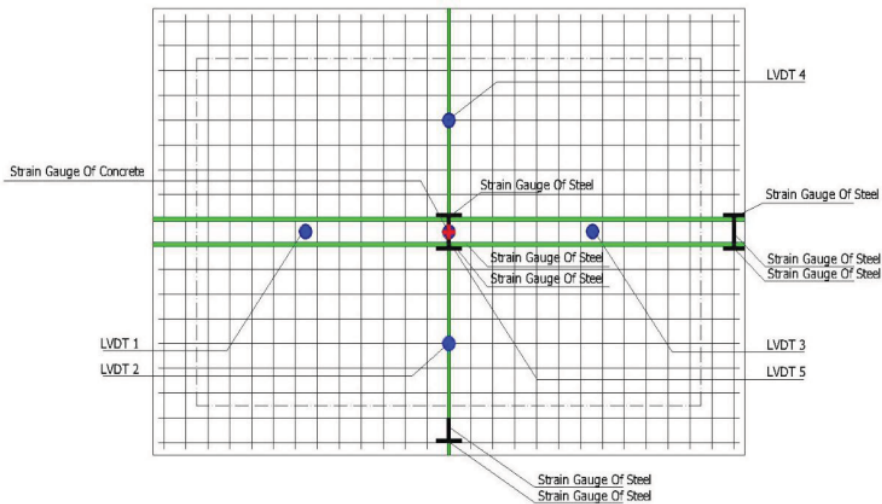 LVDT 4
Strain Gauge Of Concrete
Strain Gauge Of Steel
Strain Gauge Of Steel
Strain Gauge Of Steel
Strain Gauge Of Steel
Strain Gauge Of Steel
Strain Gauge Of Steel
LVDT 1
LVDT 3
LVDT 2
LVDT 5
Strain Gauge Of Steel
Strain Gauge Of Steel